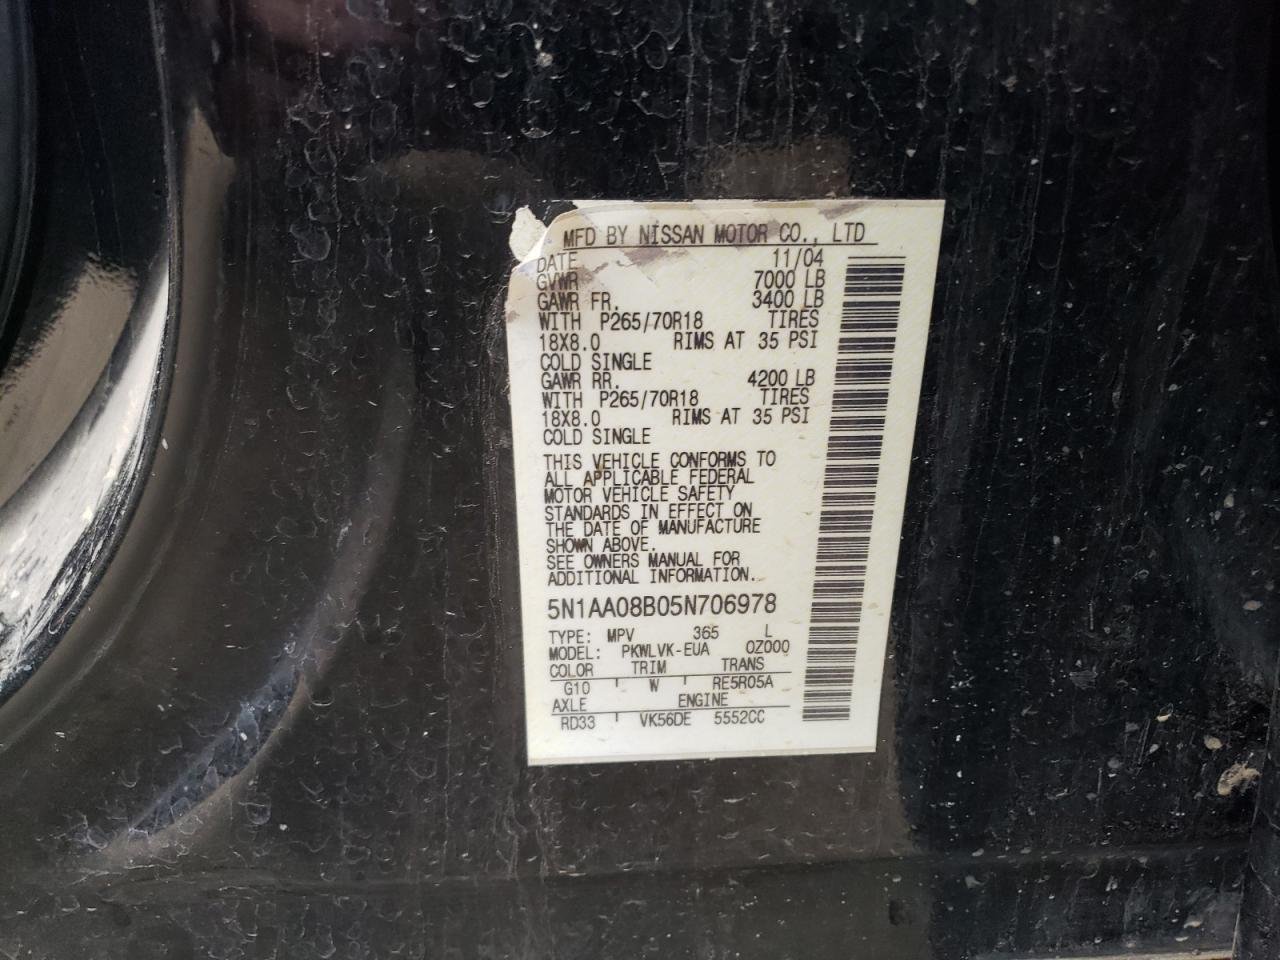 MFD BY NISSAN MOTOR CO., LTD
DATE 11/04
GVWR 7000 LB
GAWR FR. 3400 LB
WITH P265/70R18 TIRES
18X8.0 RIMS AT 35 PSI
COLD SINGLE
GAWR RR. 4200 LB
WITH P265/70R18 TIRES
18X8.0 RIMS AT 35 PSI
COLD SINGLE
THIS VEHICLE CONFORMS TO
ALL APPLICABLE FEDERAL
MOTOR VEHICLE SAFETY
STANDARDS IN EFFECT ON
THE DATE OF MANUFACTURE
SHOWN ABOVE.
SEE OWNERS MANUAL FOR
ADDITIONAL INFORMATION.
5N1AA08B05N706978
TYPE: MPV 365 L
MODEL: PKWLVK-EUA OZ000
COLOR TRIM TRANS
G10 W RE5R05A
AXLE ENGINE
RD33 VK56DE 5552CC